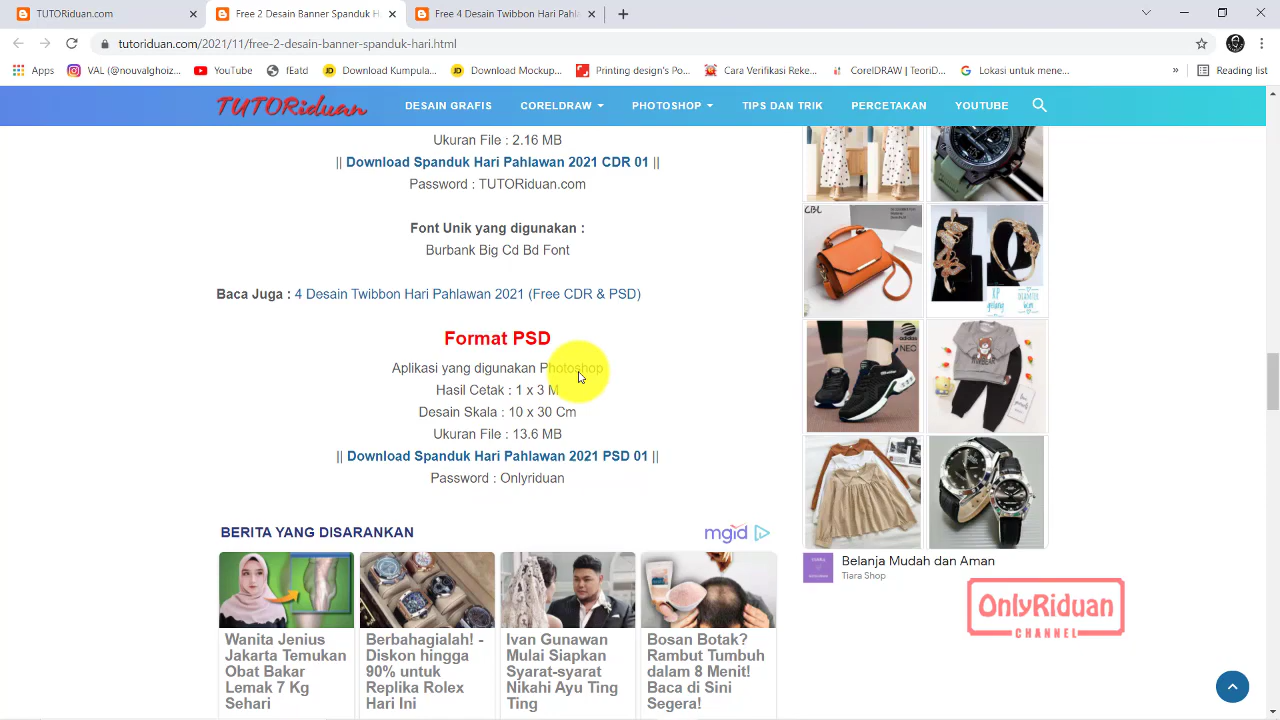 TUTORiduan.com
Free 2 Desain Banner - Spanduk
Free 4 Desain Twibbon Hari Pahla
tutoriduan.com/2021/11/free-2-desain-banner-spanduk-hari.html
Apps
VAL (@nouvalghoiz...
YouTube
fEatd
Download Kumpula...
Download Mockup...
Printing design's Po...
Cara Verifikasi Reke...
CorelDRAW | TeoriD...
Lokasi untuk mene...
»
Reading list
TUTORiduan
DESAIN GRAFIS
CORELDRAW
PHOTOSHOP
TIPS DAN TRIK
PERCETAKAN
YOUTUBE
Ukuran File : 2.16 MB
|| Download Spanduk Hari Pahlawan 2021 CDR 01 ||
Password : TUTORiduan.com
Font Unik yang digunakan :
Burbank Big Cd Bd Font
Baca Juga : 4 Desain Twibbon Hari Pahlawan 2021 (Free CDR & PSD)
Format PSD
Aplikasi yang digunakan Photoshop
Hasil Cetak : 1 x 3 M
Desain Skala : 10 x 30 Cm
Ukuran File : 13.6 MB
|| Download Spanduk Hari Pahlawan 2021 PSD 01 ||
Password : Onlyriduan
BERITA YANG DISARANKAN
mgid
Wanita Jenius
Jakarta Temukan
Obat Bakar
Lemak 7 Kg
Sehari
Berbahagialah! -
Diskon hingga
90% untuk
Replika Rolex
Hari Ini
Ivan Gunawan
Mulai Siapkan
Syarat-syarat
Nikahi Ayu Ting
Ting
Bosan Botak?
Rambut Tumbuh
dalam 8 Menit!
Baca di Sini
Segera!
CBL
XP
gelang
adidas
NEO
Belanja Mudah dan Aman
Tiara Shop
OnlyRiduan
CHANNEL